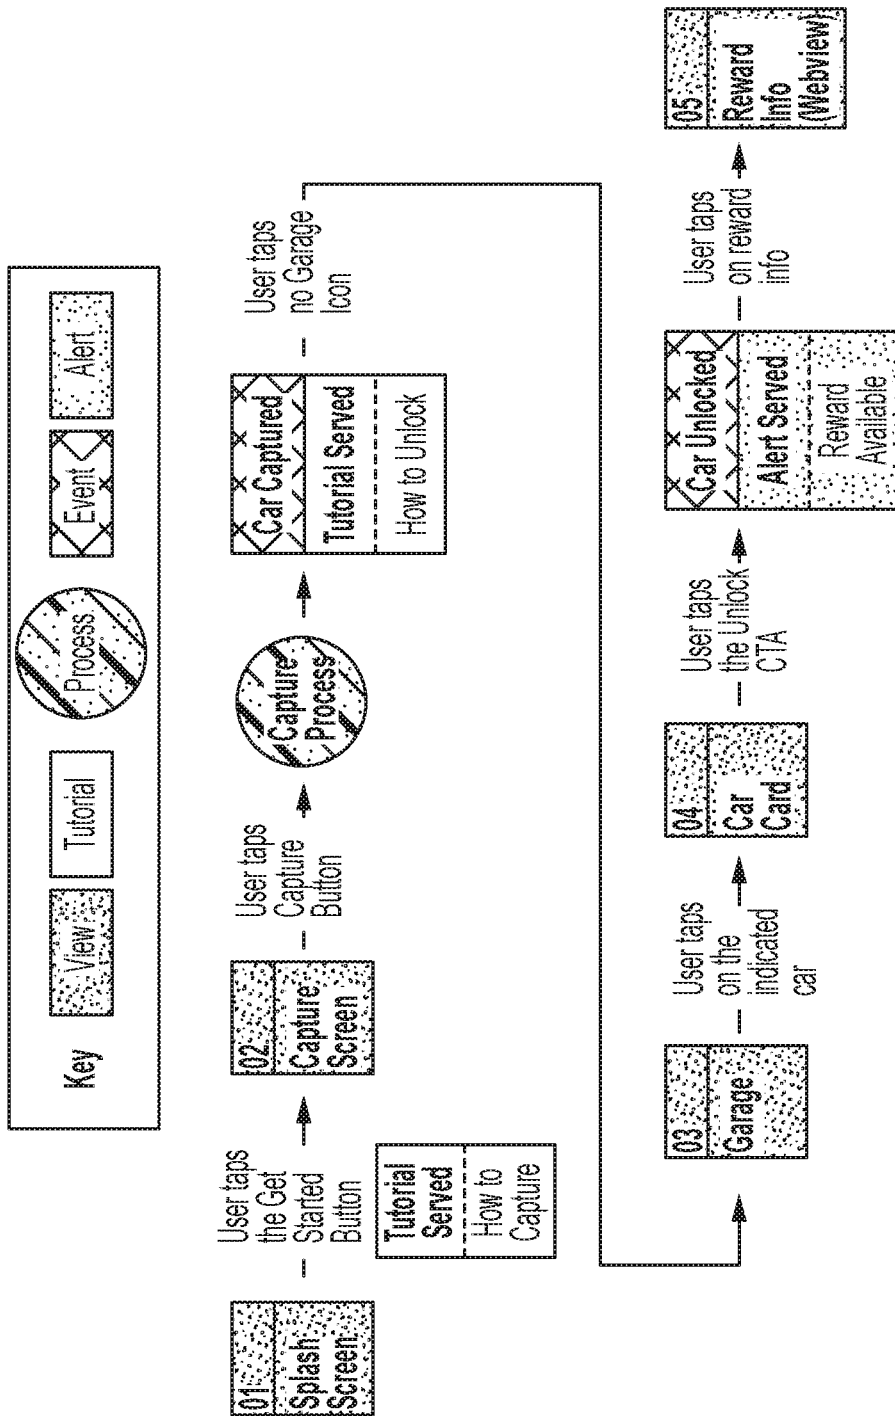 Key
View
Tutorial
Process
Event
Alert
01
Splash
Screen
User taps
the Get
Started
Button
Tutorial
Served
How to
Capture
02
Capture
Screen
User taps
Capture
Button
Capture
Process
Car Captured
Tutorial Served
How to Unlock
User taps
no Garage
Icon
03
Garage
User taps
on the
indicated
car
04
Car
Card
User taps
the Unlock
CTA
Car Unlocked
Alert Served
Reward
Available
User taps
on reward
info
05
Reward
Info
(Webview)